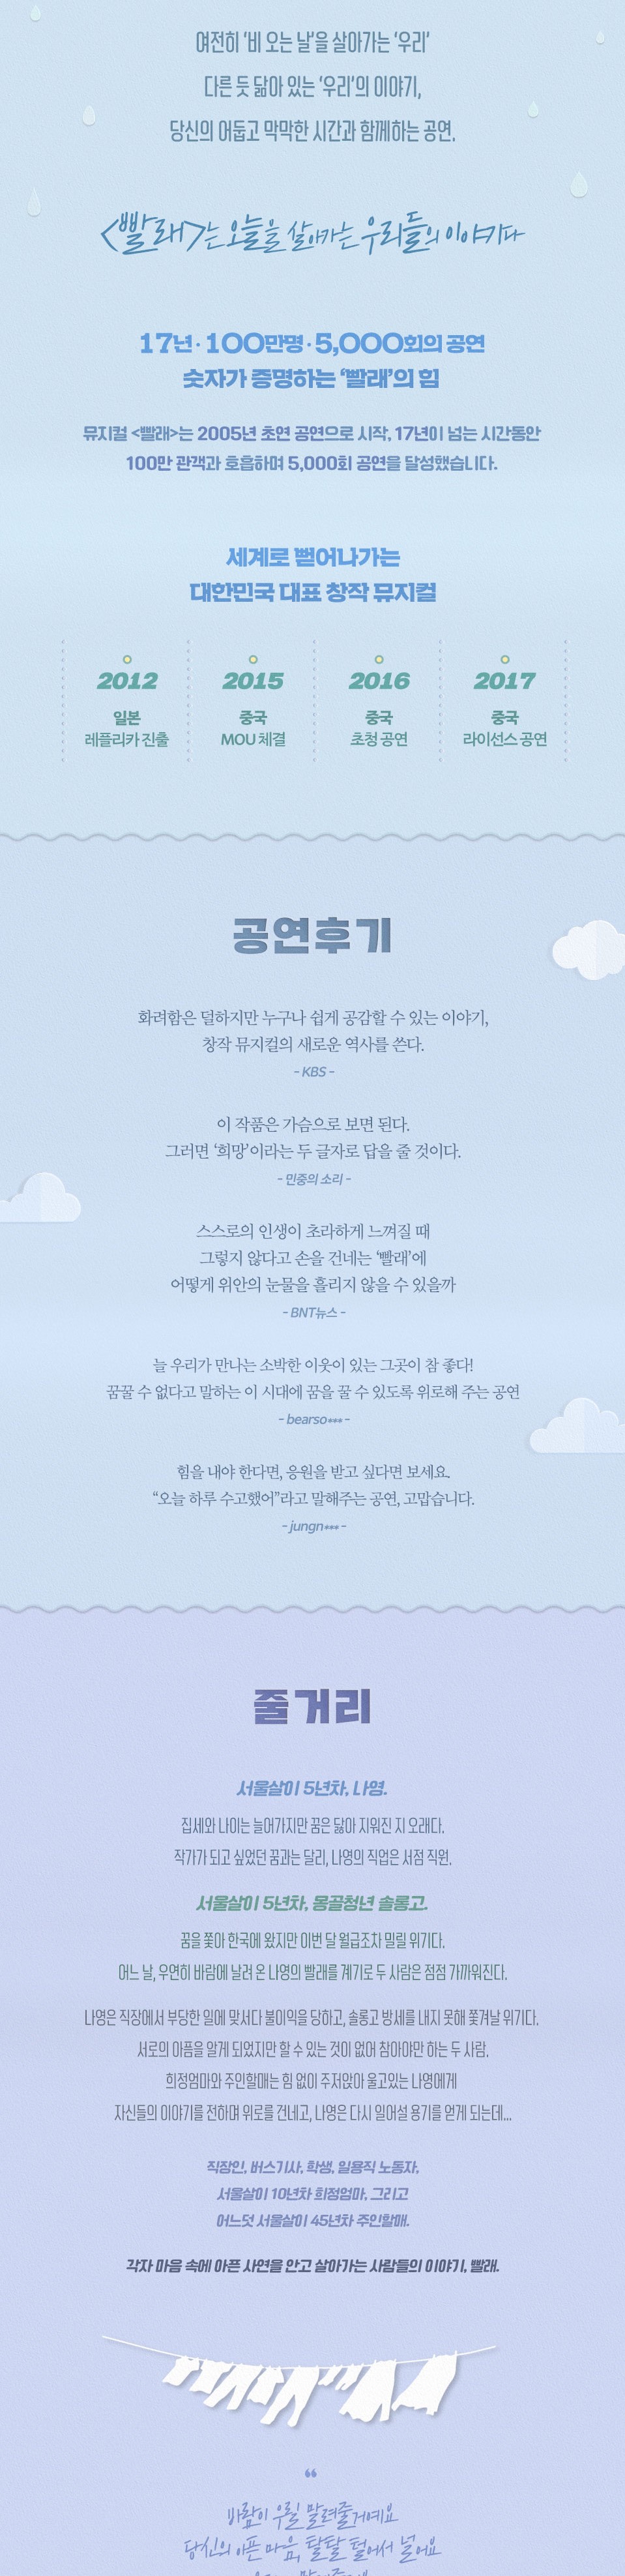 여전히 '비 오는 날'을 살아가는 '우리'
다른 듯 닮아 있는 '우리'의 이야기,
당신의 어둡고 막막한 시간과 함께하는 공연.
<빨래>는 오늘을 살아가는 우리들의 이야기다
17년 · 100만명 · 5,000회의 공연
숫자가 증명하는 '빨래'의 힘
뮤지컬 <빨래>는 2005년 초연 공연으로 시작, 17년이 넘는 시간동안
100만 관객과 호흡하며 5,000회 공연을 달성했습니다.
세계로 뻗어나가는
대한민국 대표 창작 뮤지컬
2012
일본
레플리카 진출
2015
중국
MOU 체결
2016
중국
초청 공연
2017
중국
라이선스 공연
공연후기
화려함은 덜하지만 누구나 쉽게 공감할 수 있는 이야기,
창작 뮤지컬의 새로운 역사를 쓴다.
- KBS -
이 작품은 가슴으로 보면 된다.
그러면 '희망'이라는 두 글자로 답을 줄 것이다.
- 민중의 소리 -
스스로의 인생이 초라하게 느껴질 때
그렇지 않다고 손을 건네는 '빨래'에
어떻게 위안의 눈물을 흘리지 않을 수 있을까
- BNT뉴스 -
늘 우리가 만나는 소박한 이웃이 있는 그곳이 참 좋다!
꿈꿀 수 없다고 말하는 이 시대에 꿈을 꿀 수 있도록 위로해 주는 공연
- bearso*** -
힘을 내야 한다면, 응원을 받고 싶다면 보세요.
"오늘 하루 수고했어"라고 말해주는 공연, 고맙습니다.
- jungn*** -
줄거리
서울살이 5년차, 나영.
집세와 나이는 늘어가지만 꿈은 닳아 지워진 지 오래다.
작가가 되고 싶었던 꿈과는 달리, 나영의 직업은 서점 직원.
서울살이 5년차, 몽골청년 솔롱고.
꿈을 쫓아 한국에 왔지만 이번 달 월급조차 밀릴 위기다.
어느 날, 우연히 바람에 날려 온 나영의 빨래를 계기로 두 사람은 점점 가까워진다.
나영은 직장에서 부당한 일에 맞서다 불이익을 당하고, 솔롱고 방세를 내지 못해 쫓겨날 위기다.
서로의 아픔을 알게 되었지만 할 수 있는 것이 없어 참아야만 하는 두 사람.
희정엄마와 주인할매는 힘 없이 주저앉아 울고있는 나영에게
자신들의 이야기를 전하며 위로를 건네고, 나영은 다시 일어설 용기를 얻게 되는데...
직장인, 버스기사, 학생, 일용직 노동자,
서울살이 10년차 희정엄마, 그리고
어느덧 서울살이 45년차 주인할매.
각자 마음 속에 아픈 사연을 안고 살아가는 사람들의 이야기, 빨래.
"
바람이 우릴 말려줄 거예요
당신의 아픈 마음, 탈탈 털어서 널어요